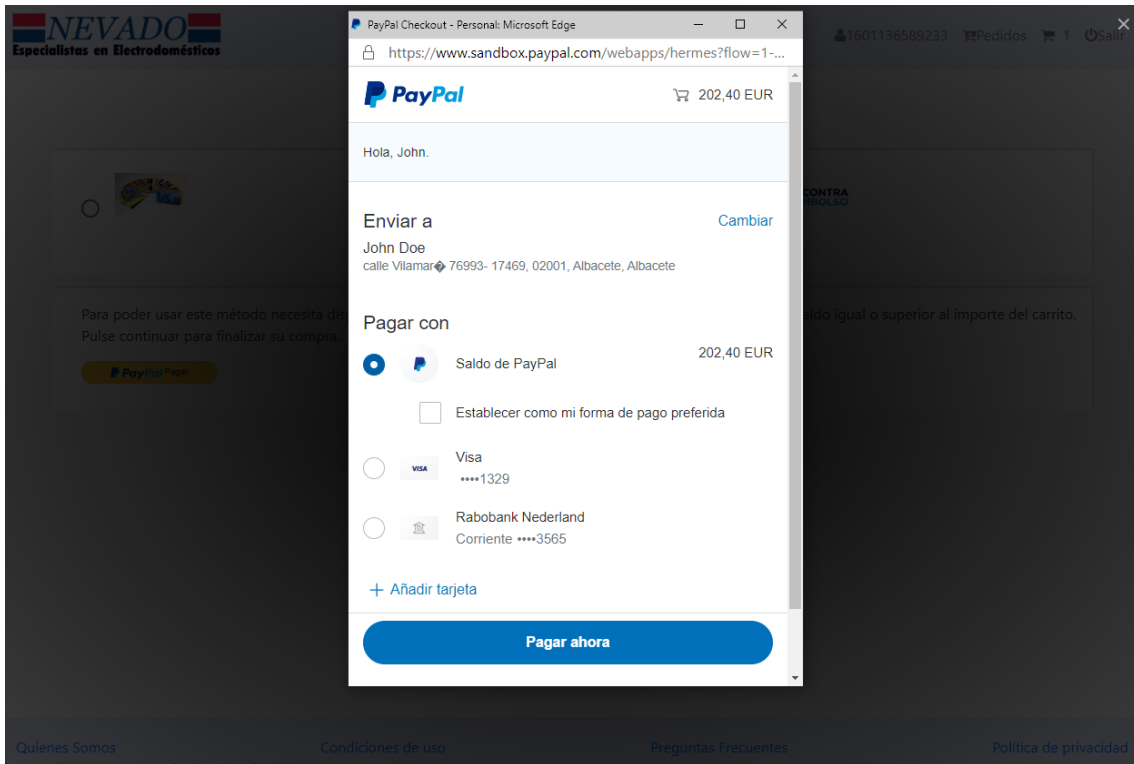 NEVADO
Especialistas en Electrodomésticos
1601136589233 Pedidos 1 Salir
PayPal Checkout - Personal: Microsoft Edge
https://www.sandbox.paypal.com/webapps/hermes?flow=1-...
PayPal
202,40 EUR
Hola, John.
Enviar a
Cambiar
John Doe
calle Vilamar� 76993- 17469, 02001, Albacete, Albacete
Pagar con
Saldo de PayPal
202,40 EUR
Establecer como mi forma de pago preferida
VISA
Visa
••••1329
Rabobank Nederland
Corriente ••••3565
+ Añadir tarjeta
Pagar ahora
CONTRA
MBOLSO
Para poder usar este método necesita dis
ldo igual o superior al importe del carrito.
Pulse continuar para finalizar su compra.
PayPal Pagar
Quienes Somos
Condiciones de uso
Preguntas Frecuentes
Política de privacidad